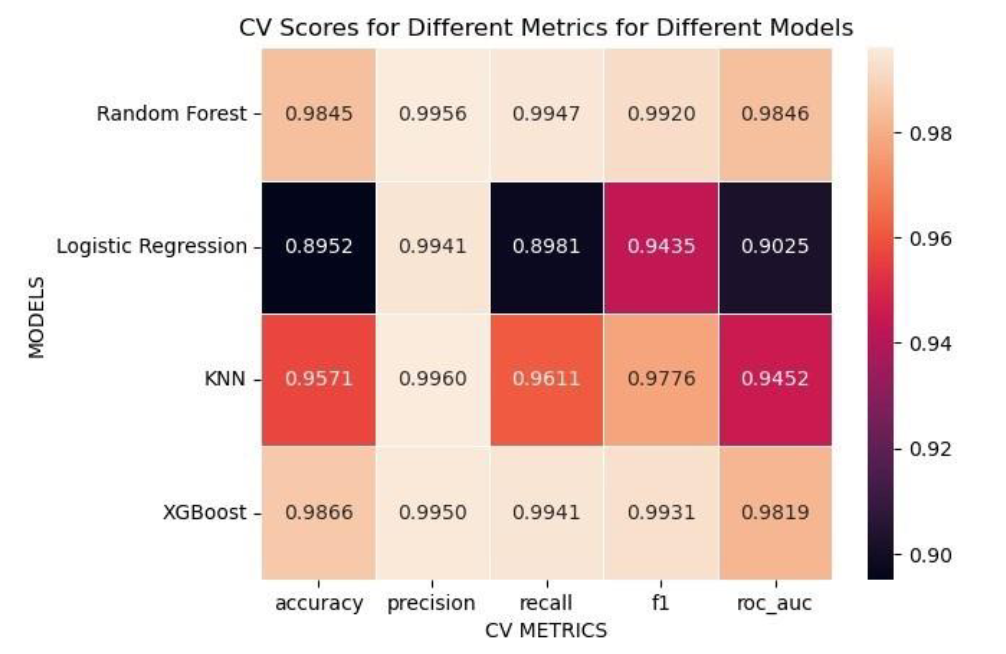 CV Scores for Different Metrics for Different Models
Random Forest 0.9845 0.9956 0.9947 0.9920 0.9846
Logistic Regression 0.8952 0.9941 0.8981 0.9435 0.9025
KNN 0.9571 0.9960 0.9611 0.9776 0.9452
XGBoost 0.9866 0.9950 0.9941 0.9931 0.9819
MODELS
accuracy precision recall f1 roc_auc
CV METRICS
0.98
0.96
0.94
0.92
0.90